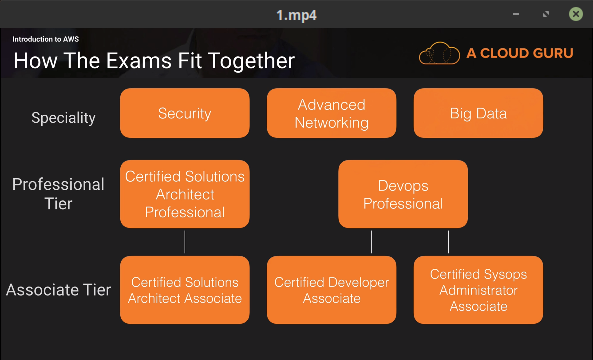 1.mp4
Introduction to AWS
How The Exams Fit Together
A CLOUD GURU
Speciality
Security
Advanced
Networking
Big Data
Professional
Tier
Certified Solutions
Architect
Professional
Devops
Professional
Associate Tier
Certified Solutions
Architect Associate
Certified Developer
Associate
Certified Sysops
Administrator
Associate